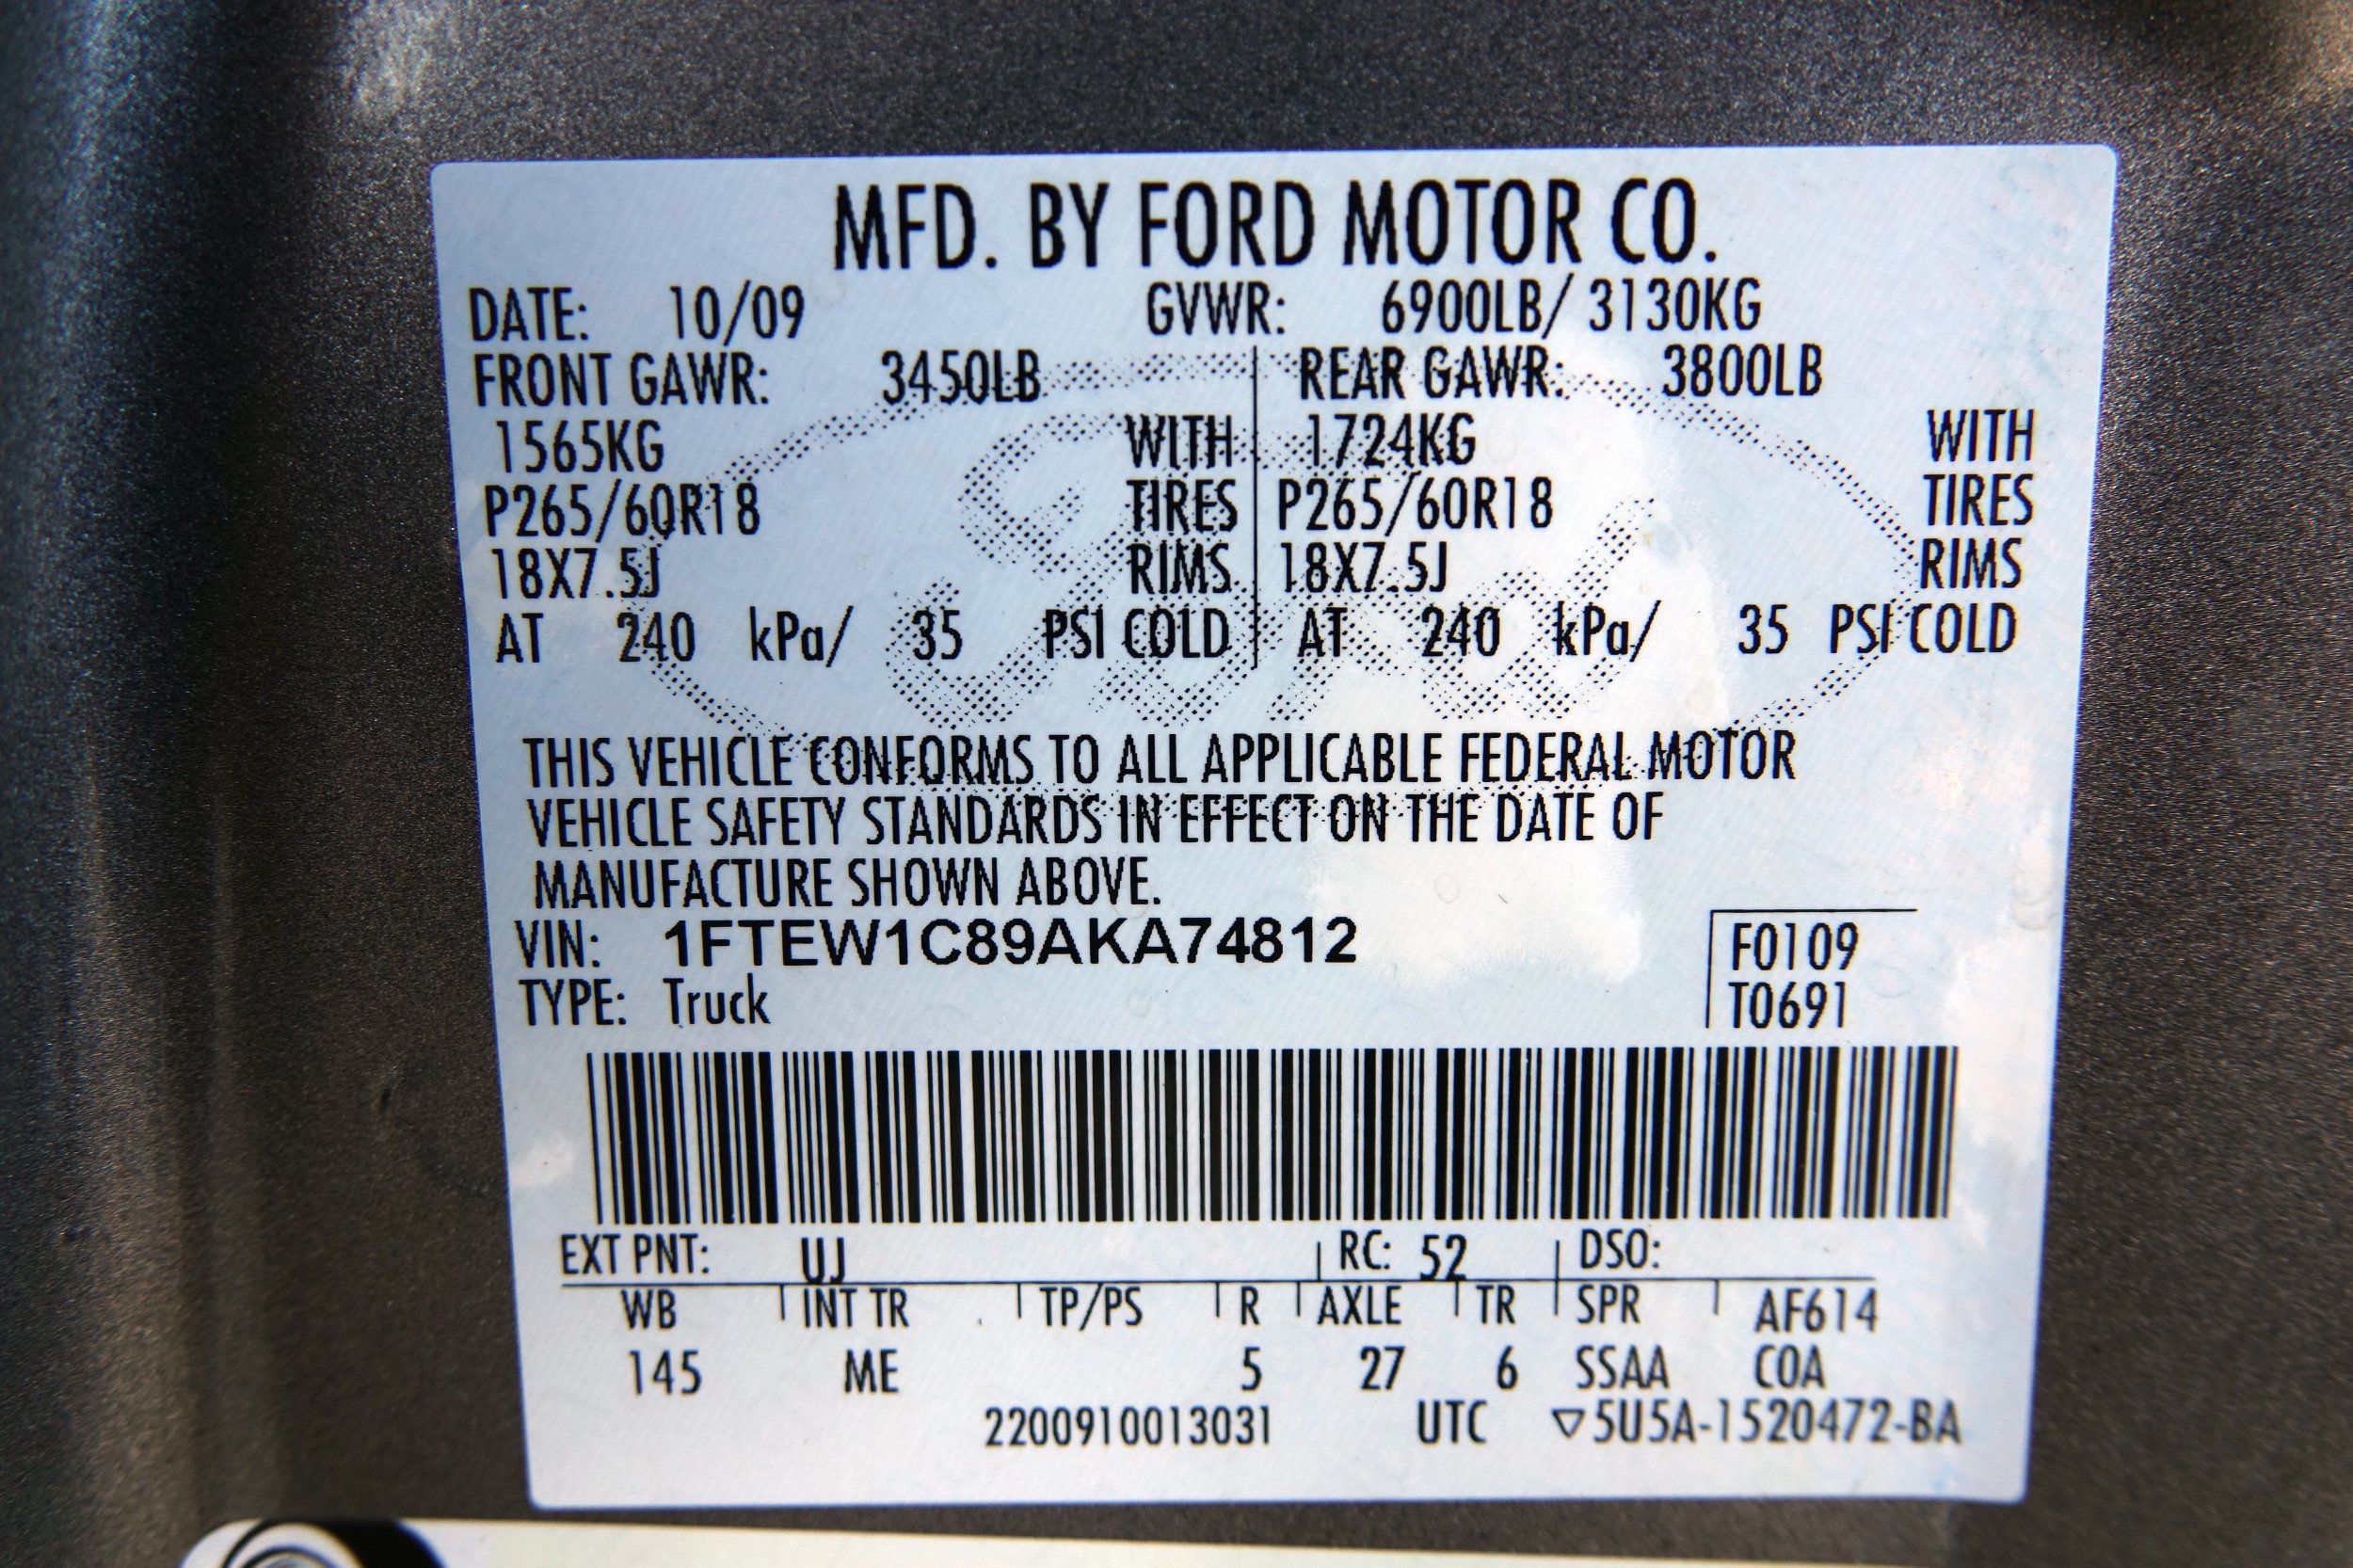 MFD. BY FORD MOTOR CO.
DATE: 10/09 GVWR: 6900LB/ 3130KG
FRONT GAWR: 3450LB REAR GAWR: 3800LB
1565KG WITH 1724KG WITH
P265/60R18 TIRES P265/60R18 TIRES
18X7.5J RIMS 18X7.5J RIMS
AT 240 kPa/ 35 PSI COLD AT 240 kPa/ 35 PSI COLD
THIS VEHICLE CONFORMS TO ALL APPLICABLE FEDERAL MOTOR
VEHICLE SAFETY STANDARDS IN EFFECT ON THE DATE OF
MANUFACTURE SHOWN ABOVE.
VIN: 1FTEW1C89AKA74812 F0109
TYPE: Truck T0691
EXT PNT: UJ RC: 52 DSO:
WB INT TR TP/PS R AXLE TR SPR AF614
145 ME 5 27 6 SSAA COA
2200910013031 UTC ▽5U5A-1520472-BA